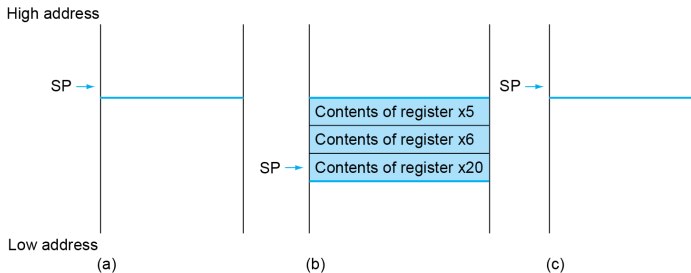 High address
SP
SP
Contents of register x5
Contents of register x6
SP
Contents of register x20
Low address
(a)
(b)
(c)